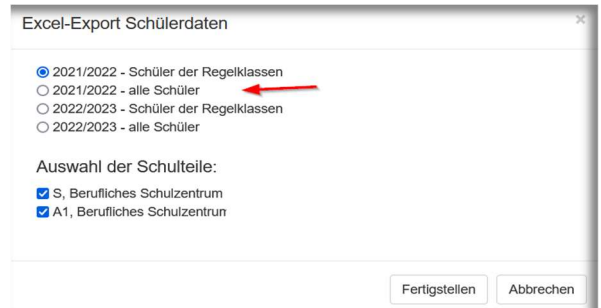 Excel-Export Schülerdaten
×
2021/2022 - Schüler der Regelklassen
2021/2022 - alle Schüler
2022/2023 - Schüler der Regelklassen
2022/2023 - alle Schüler
Auswahl der Schulteile:
S, Berufliches Schulzentrum
A1, Berufliches Schulzentrum
Fertigstellen Abbrechen